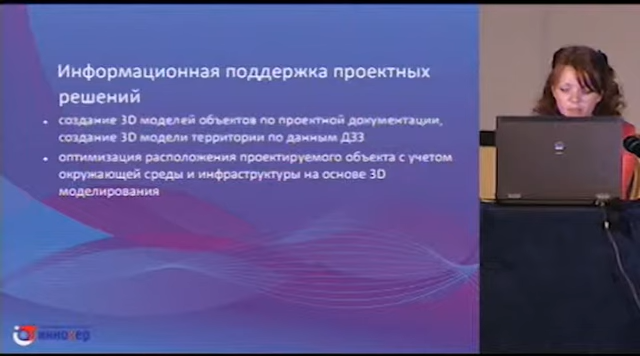 Информационная поддержка проектных
решений
• создание 3D моделей объектов по проектной документации,
создание 3D модели территории по данным ДЗЗ
• оптимизация расположения проектируемого объекта с учетом
окружающей среды и инфраструктуры на основе 3D
моделирования